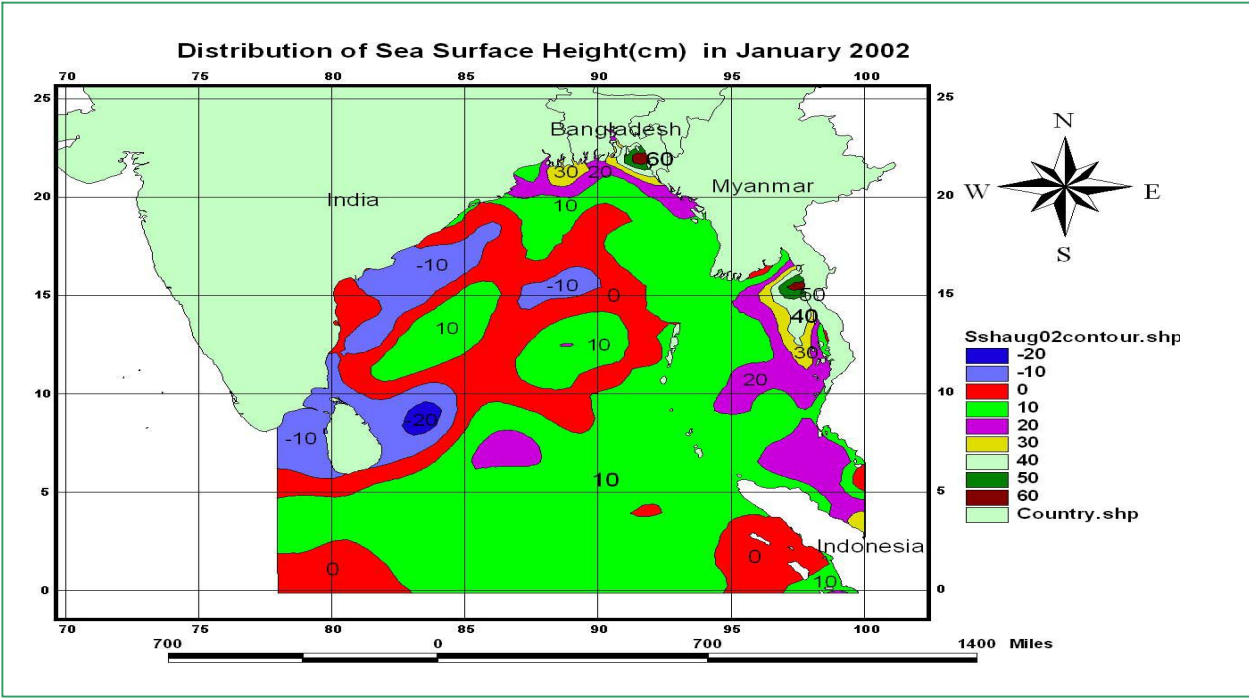 Distribution of Sea Surface Height(cm) in January 2002
70 75 80 85 90 95 100
25 25
Bangladesh
60
30 20
Myanmar
India
20 20
10
-10
-10
0
15 50 15
10 10 40
30
20
10 10
-20
-10
10
5 5
Indonesia
0 0
10
0 0
70 75 80 85 90 95 100
700 0 700 1400 Miles
N
W E
S
Sshaug02contour.shp
-20
-10
0
10
20
30
40
50
60
Country.shp